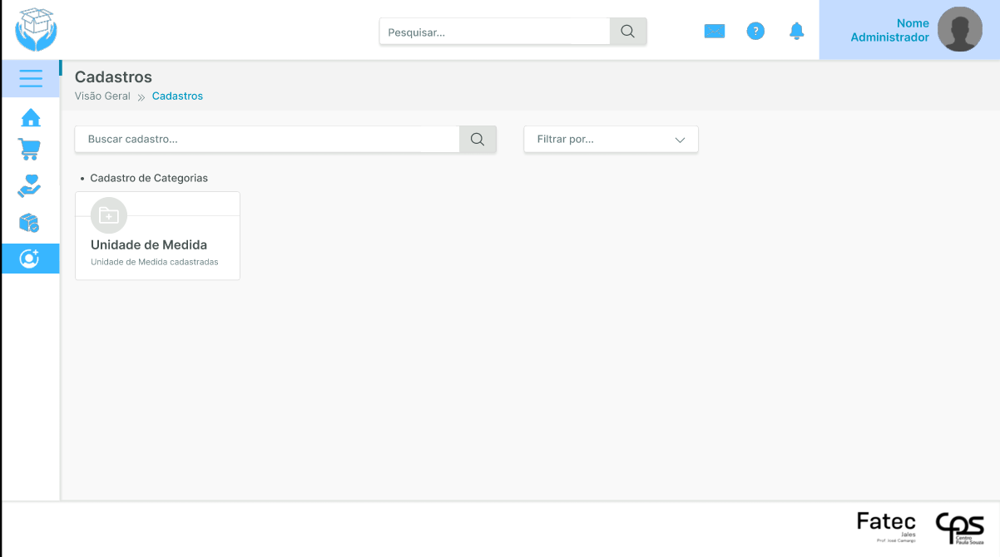 Pesquisar...
?
Nome
Administrador
Cadastros
Visão Geral » Cadastros
Buscar cadastro...
Filtrar por...
• Cadastro de Categorias
Unidade de Medida
Unidade de Medida cadastradas
Fatec
Jales
Prof. José Camargo
CPS
Centro
Paula Souza